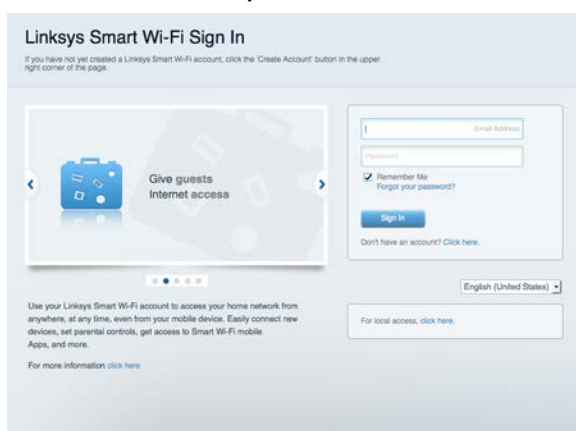 Linksys Smart Wi-Fi Sign In
If you have not yet created a Linksys Smart Wi-Fi account, click the 'Create Account' button in the upper
right corner of the page.
Give guests
Internet access
Email Address
Password
Remember Me
Forgot your password?
Sign In
Don't have an account? Click here.
English (United States)
Use your Linksys Smart Wi-Fi account to access your home network from
anywhere, at any time, even from your mobile device. Easily connect new
devices, set parental controls, get access to Smart Wi-Fi mobile
Apps, and more.
For more information click here
For local access, click here.